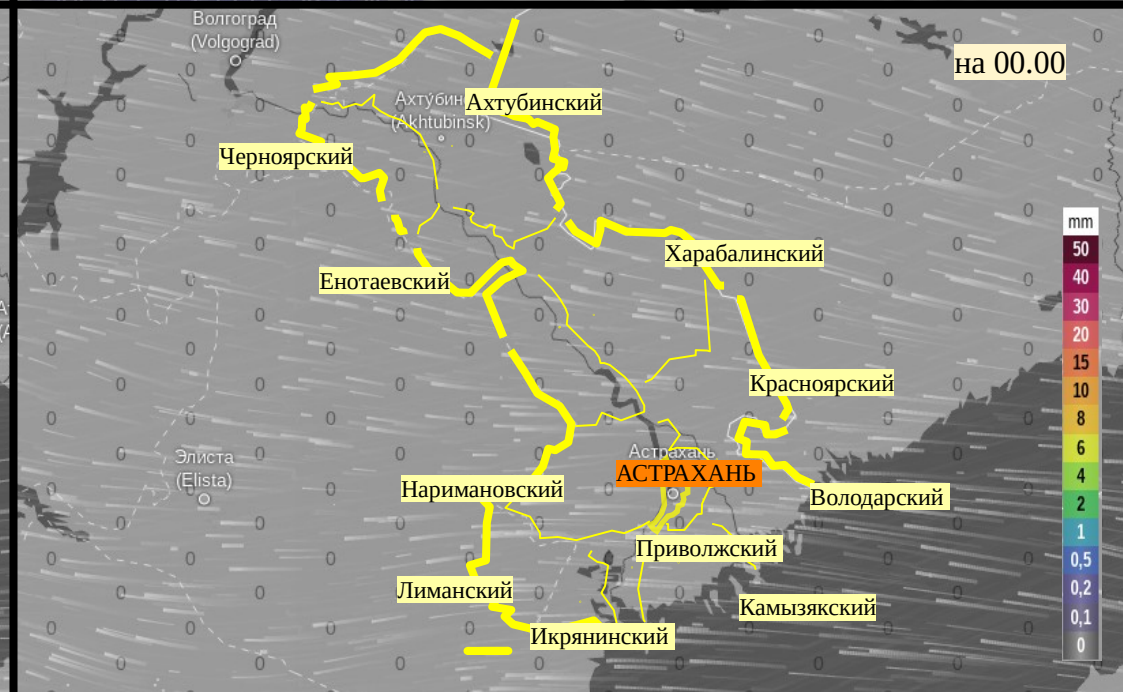 Волгоград
(Volgograd)
на 00.00
Ахтубин
Ахтубинский
(Akhtubinsk)
Черноярский
Харабалинский
Енотаевский
Красноярский
Элиста
(Elista)
Астрахань
АСТРАХАНЬ
Наримановский
Володарский
Приволжский
Лиманский
Камызякский
Икрянинский
mm
50
40
30
20
15
10
8
6
4
2
1
0,5
0,2
0,1
0